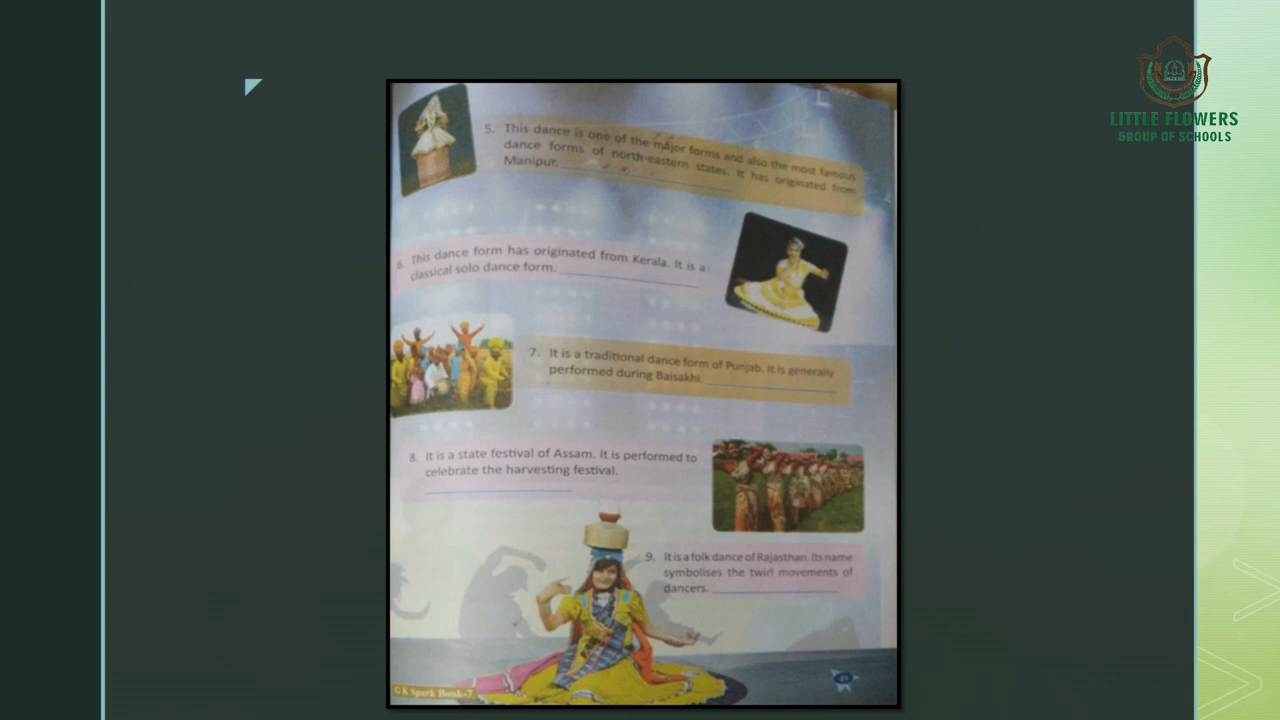 LITTLE FLOWERS
GROUP OF SCHOOLS
5. This dance is one of the major forms and also the most famous
dance forms of north-eastern states. It has originated from
Manipur.
6. This dance form has originated from Kerala. It is a
classical solo dance form.
7. It is a traditional dance form of Punjab. It is generally
performed during Baisakhi.
8. It is a state festival of Assam. It is performed to
celebrate the harvesting festival.
9. It is a folk dance of Rajasthan. Its name
symbolises the twirl movements of
dancers.
G K Spark Book-7
49